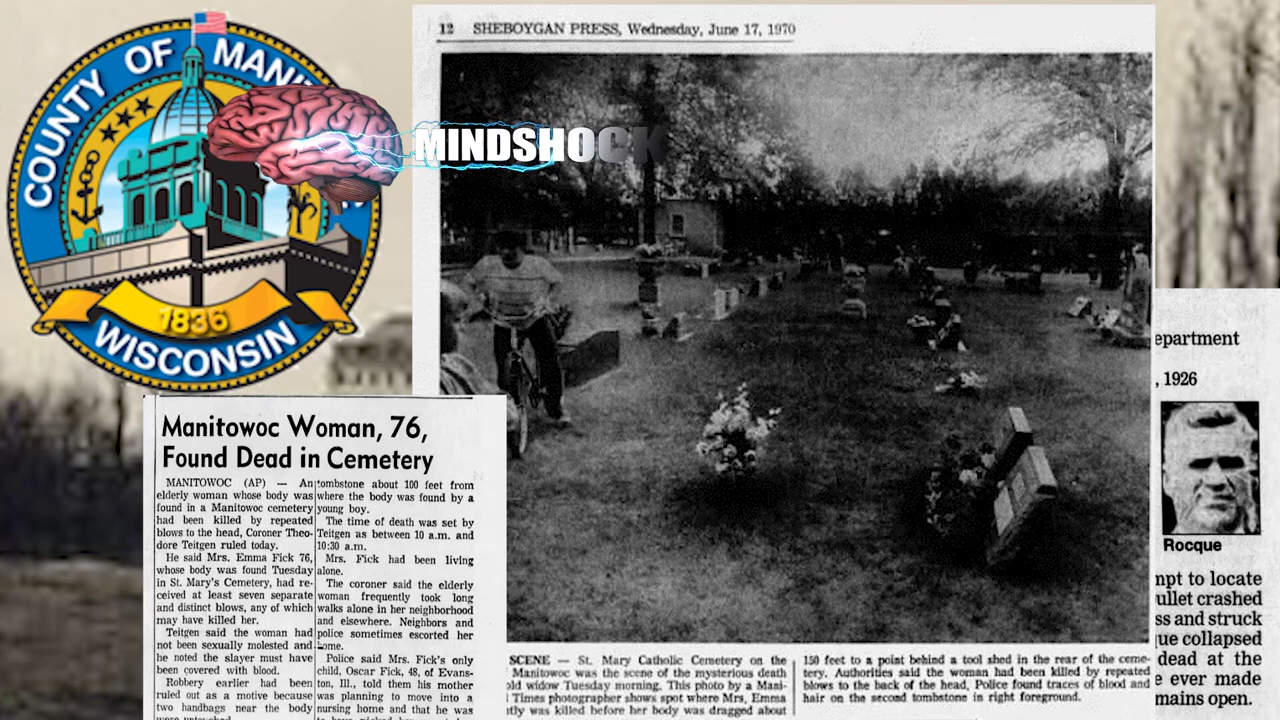 COUNTY OF MANIT
1836
WISCONSIN
MINDSHOCK
12 SHEBOYGAN PRESS, Wednesday, June 17, 1970
Manitowoc Woman, 76,
Found Dead in Cemetery
MANITOWOC (AP) — An
elderly woman whose body was
found in a Manitowoc cemetery
had been killed by repeated
blows to the head, Coroner Theo-
dore Teitgen ruled today.
He said Mrs. Emma Fick 76,
whose body was found Tuesday
in St. Mary's Cemetery, had re-
ceived at least seven separate
and distinct blows, any of which
may have killed her.
Teitgen said the woman had
not been sexually molested and
he noted the slayer must have
been covered with blood.
Robbery earlier had been
ruled out as a motive because
two handbags near the body
were untouched
tombstone about 100 feet from
where the body was found by a
young boy.
The time of death was set by
Teitgen as between 10 a.m. and
10:30 a.m.
Mrs. Fick had been living
alone.
The coroner said the elderly
woman frequently took long
walks alone in her neighborhood
and elsewhere. Neighbors and
police sometimes escorted her
home.
Police said Mrs. Fick's only
child, Oscar Fick, 48, of Evans-
ton, Ill., told them his mother
was planning to move into a
nursing home and that he was
to have picked her
SCENE — St. Mary Catholic Cemetery on the
Manitowoc was the scene of the mysterious death
old widow Tuesday morning. This photo by a Mani-
Times photographer shows spot where Mrs. Emma
ntly was killed before her body was dragged about
150 feet to a point behind a tool shed in the rear of the ceme-
tery. Authorities said the woman had been killed by repeated
blows to the back of the head. Police found traces of blood and
hair on the second tombstone in right foreground.
epartment
, 1926
Rocque
mpt to locate
ullet crashed
ss and struck
ue collapsed
dead at the
e ever made
mains open.